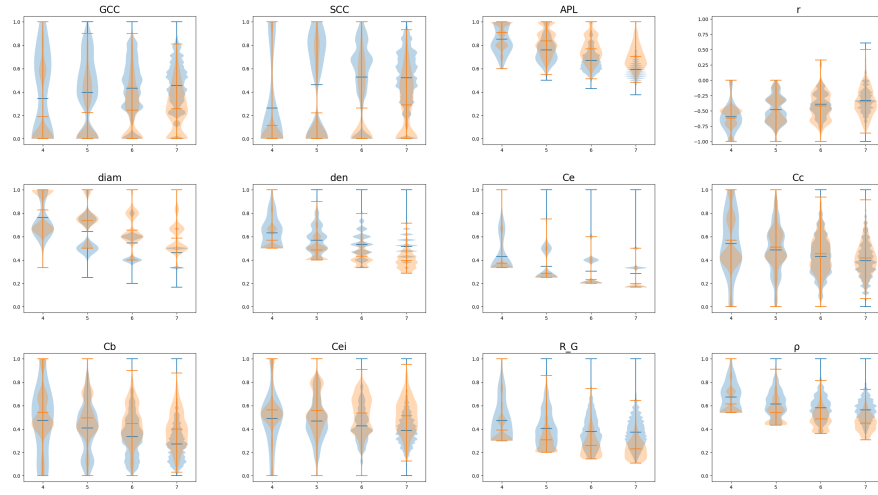 GCC SCC APL r
1.0 1.0 1.0 1.00
0.8 0.8 0.8 0.75
0.6 0.6 0.6 0.50
0.4 0.4 0.4 0.25
0.2 0.2 0.2 0.00
0.0 0.0 0.0 −0.25
−0.50
−0.75
−1.00
4 5 6 7 4 5 6 7 4 5 6 7 4 5 6 7
diam den Ce Cc
1.0 1.0 1.0 1.0
0.8 0.8 0.8 0.8
0.6 0.6 0.6 0.6
0.4 0.4 0.4 0.4
0.2 0.2 0.2 0.2
0.0 0.0 0.0 0.0
4 5 6 7 4 5 6 7 4 5 6 7 4 5 6 7
Cb Cei R_G ρ
1.0 1.0 1.0 1.0
0.8 0.8 0.8 0.8
0.6 0.6 0.6 0.6
0.4 0.4 0.4 0.4
0.2 0.2 0.2 0.2
0.0 0.0 0.0 0.0
4 5 6 7 4 5 6 7 4 5 6 7 4 5 6 7